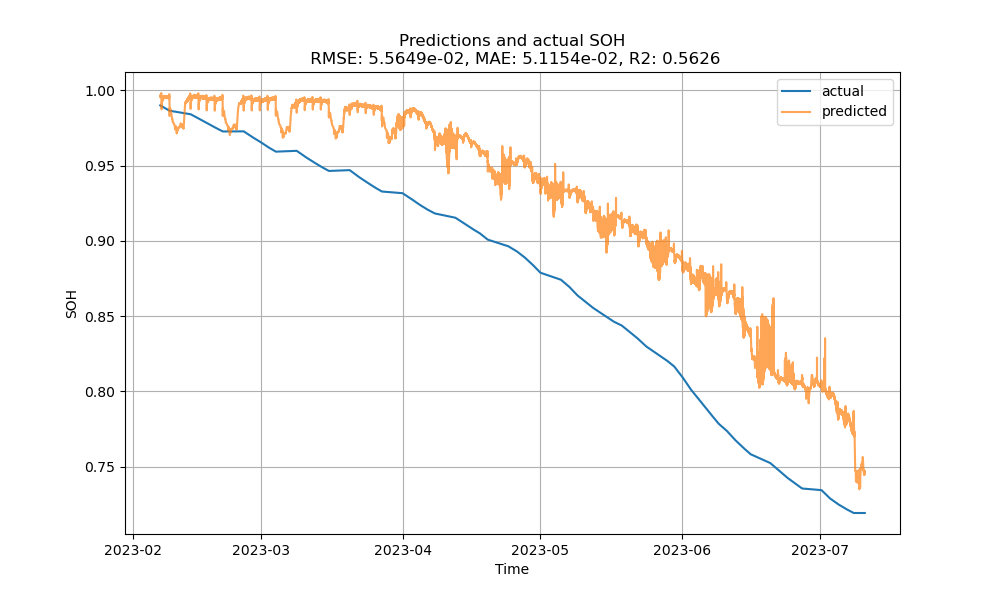 Predictions and actual SOH
RMSE: 5.5649e-02, MAE: 5.1154e-02, R2: 0.5626
actual
predicted
1.00
0.95
0.90
0.85
0.80
0.75
SOH
2023-02
2023-03
2023-04
2023-05
2023-06
2023-07
Time